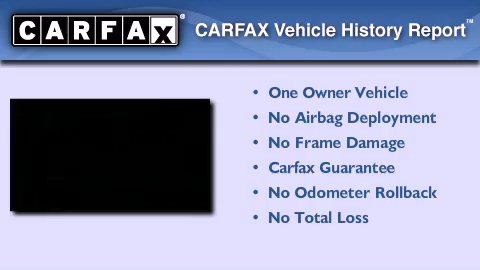 CARFAX® CARFAX Vehicle History Report™
• One Owner Vehicle
• No Airbag Deployment
• No Frame Damage
• Carfax Guarantee
• No Odometer Rollback
• No Total Loss